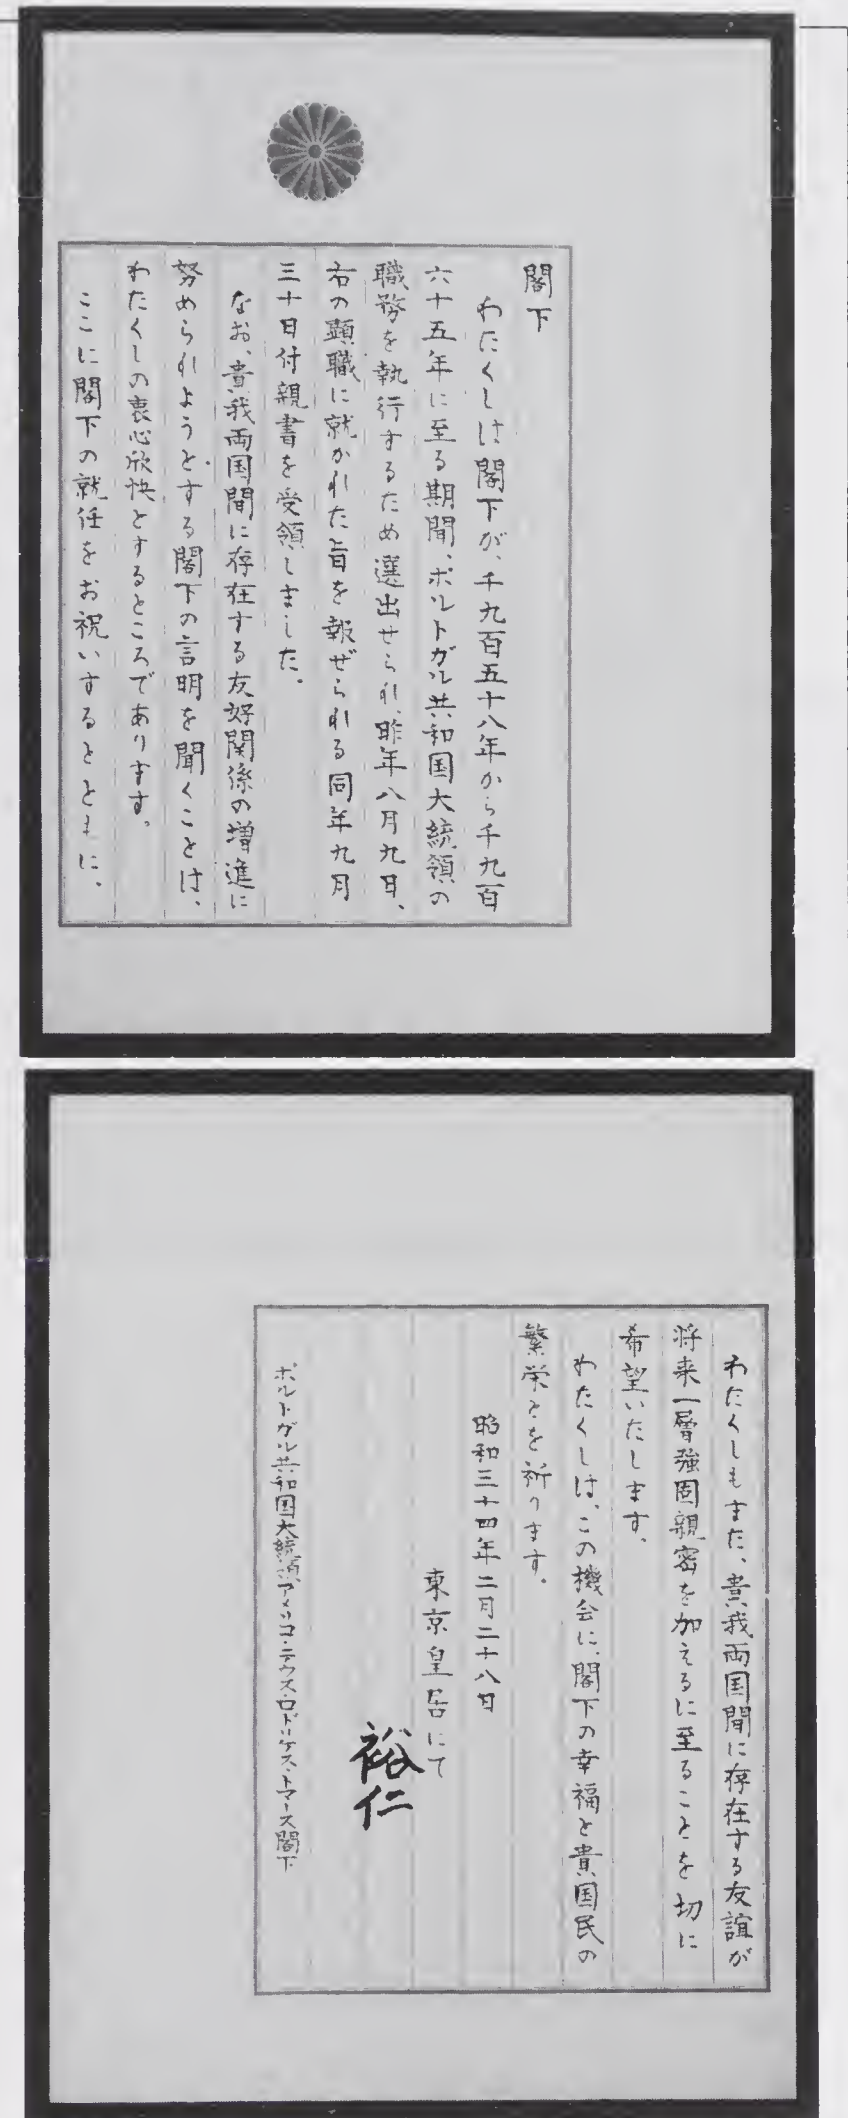 閣下
わたくしは閣下が、千九百五十八年から千九百
六十五年に至る期間、ポルトガル共和国大統領の
職務を執行するため選出せられ、昨年八月九日、
右の顕職に就かれた旨を報ぜられる同年九月
三十日付親書を受領しました。
なお、貴我両国間に存在する友好関係の増進に
努められようとする閣下の言明を聞くことは、
わたくしの衷心欣快とするところであります。
ここに閣下の就任をお祝いするとともに、
わたくしもまた、貴我両国間に存在する友誼が
将来一層強固親密を加えるに至ることを切に
希望いたします。
わたくしは、この機会に、閣下の幸福と貴国民の
繁栄とを祈ります。
昭和三十四年二月二十八日
東京皇居にて
裕仁
ポルトガル共和国大統領アメリコ・デウス・ロドリゲス・トマース閣下